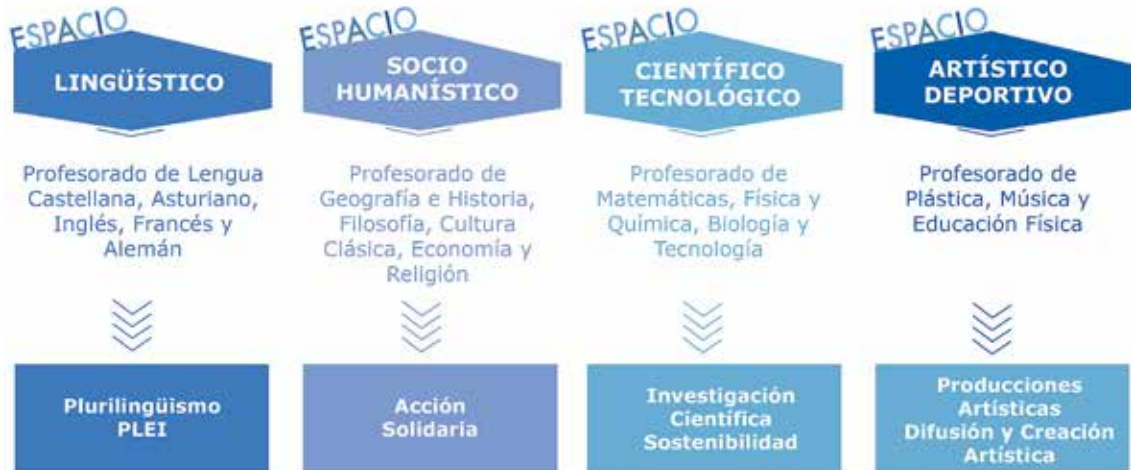 ESPACIO
LINGÜÍSTICO
Profesorado de Lengua
Castellana, Asturiano,
Inglés, Francés y
Alemán
Plurilingüismo
PLEI
ESPACIO
SOCIO
HUMANÍSTICO
Profesorado de
Geografía e Historia,
Filosofía, Cultura
Clásica, Economía y
Religión
Acción
Solidaria
ESPACIO
CIENTÍFICO
TECNOLÓGICO
Profesorado de
Matemáticas, Física y
Química, Biología y
Tecnología
Investigación
Científica
Sostenibilidad
ESPACIO
ARTÍSTICO
DEPORTIVO
Profesorado de
Plástica, Música y
Educación Física
Producciones
Artísticas
Difusión y Creación
Artística